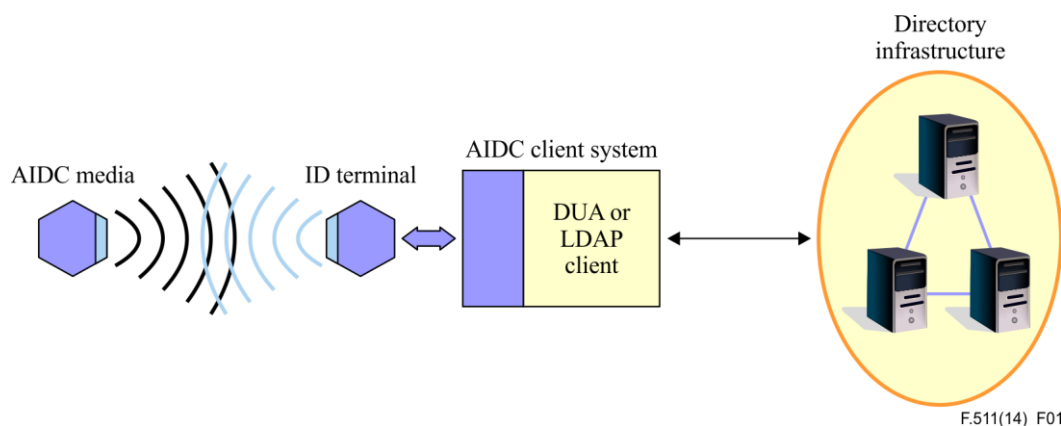 Directory
infrastructure
AIDC client system
AIDC media
ID terminal
DUA or
LDAP
client
F.511(14)_F01